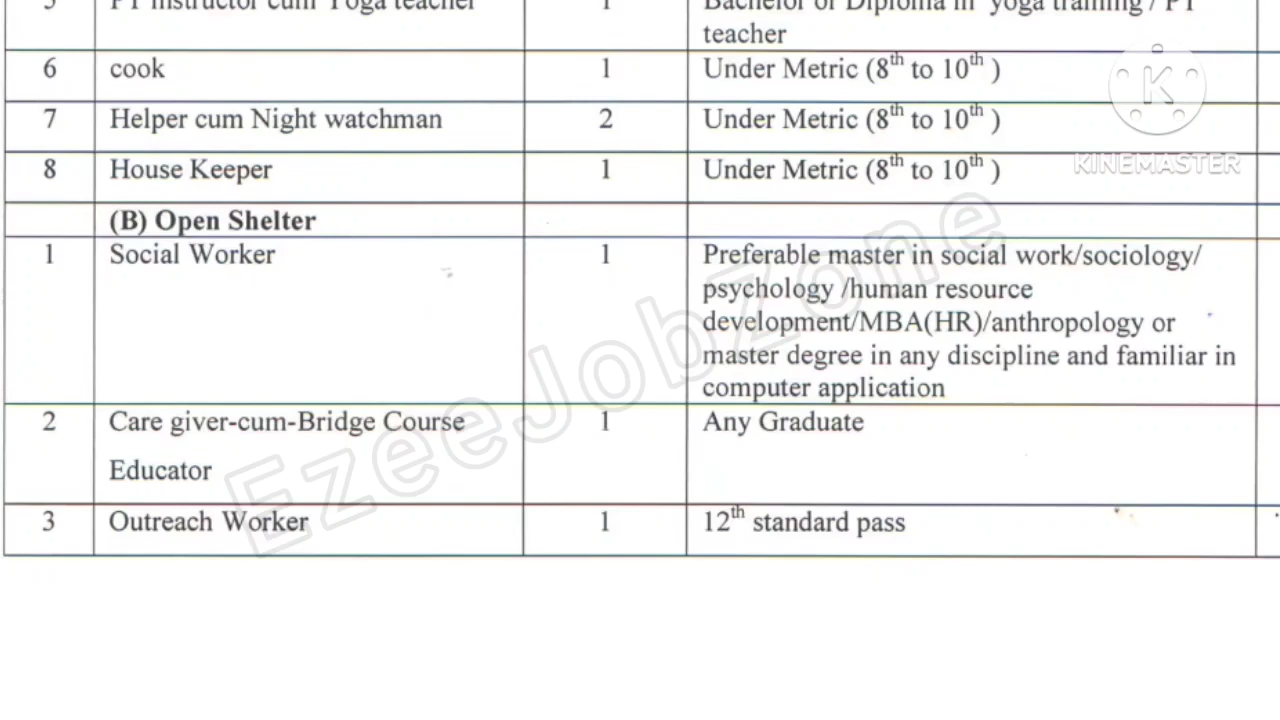 5 PT instructor cum Yoga teacher 1 Bachelor or Diploma in yoga training / PT
teacher
6 cook 1 Under Metric (8th to 10th )
7 Helper cum Night watchman 2 Under Metric (8th to 10th )
8 House Keeper 1 Under Metric (8th to 10th )
(B) Open Shelter
1 Social Worker 1 Preferable master in social work/sociology/
psychology /human resource
development/MBA(HR)/anthropology or
master degree in any discipline and familiar in
computer application
2 Care giver-cum-Bridge Course 1 Any Graduate
Educator
3 Outreach Worker 1 12th standard pass
EzeeJobZone
K
KINEMASTER